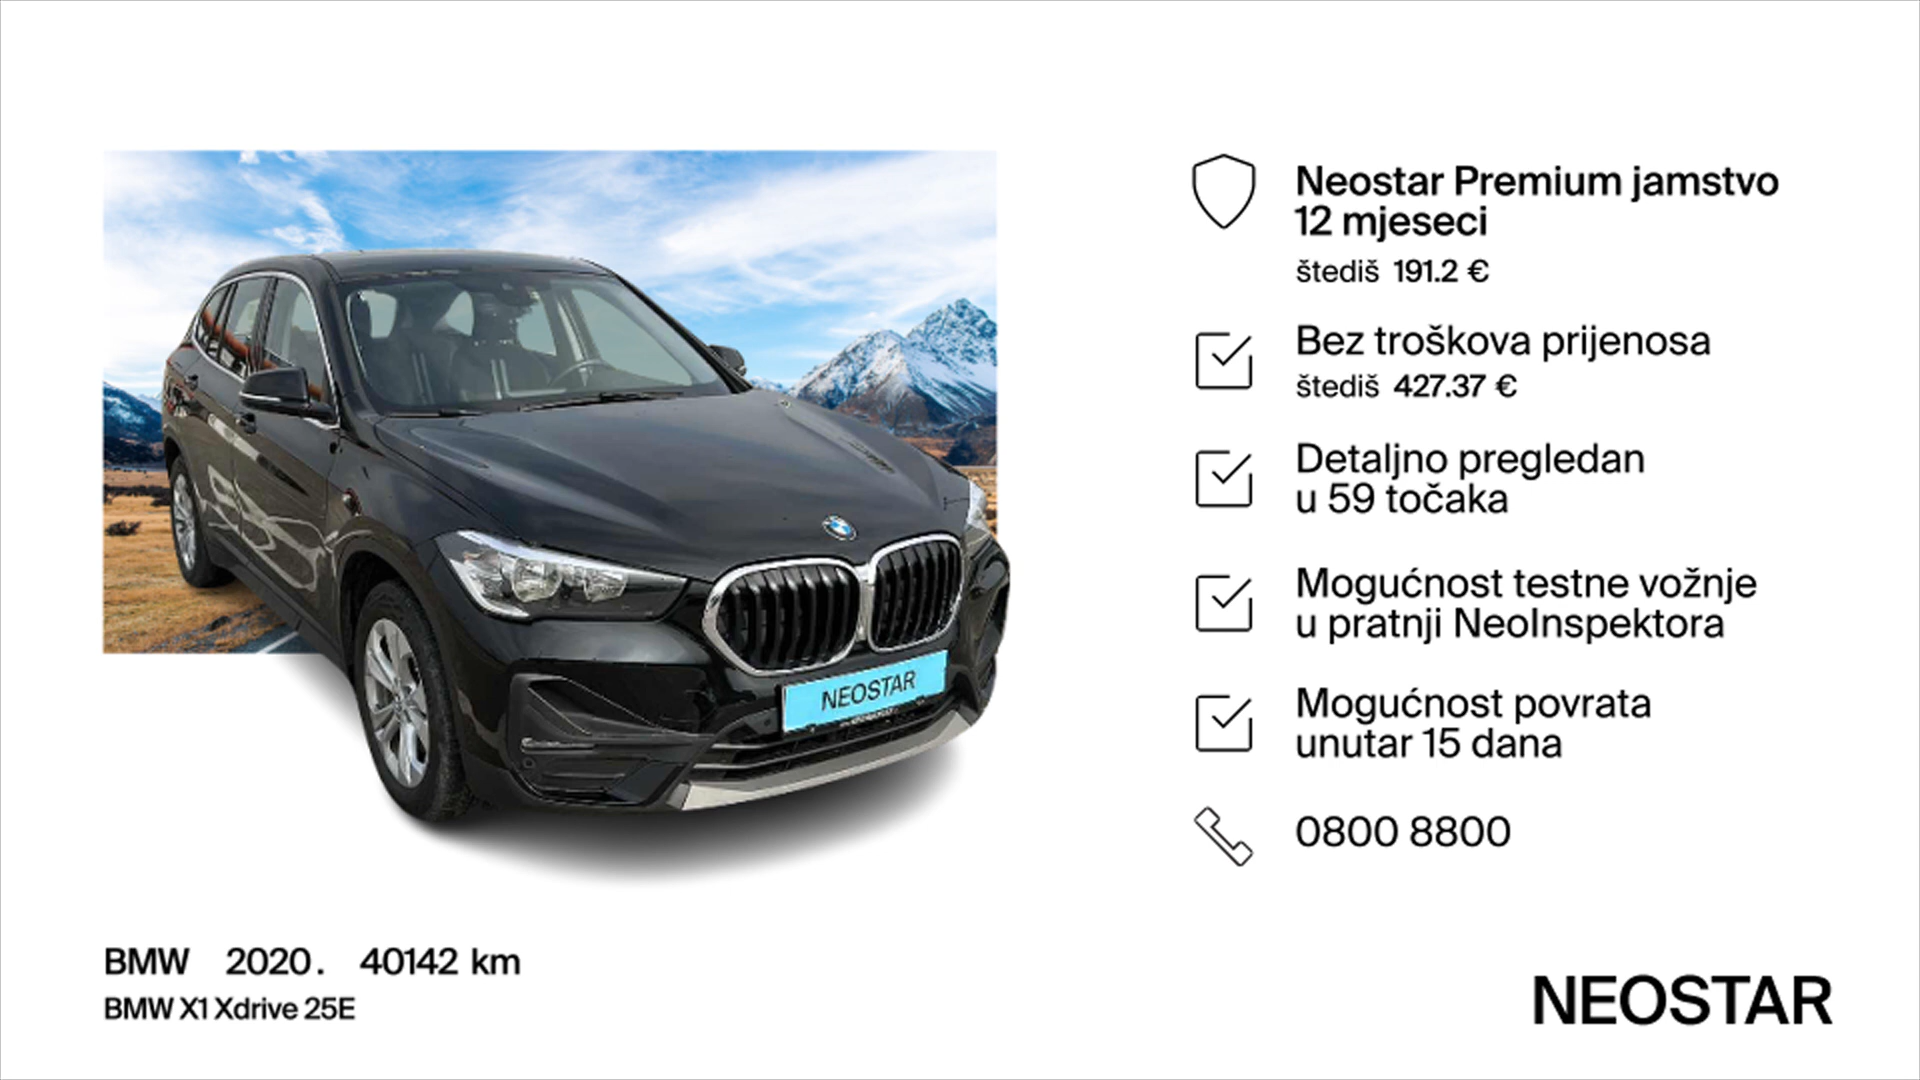 Neostar Premium jamstvo
12 mjeseci
štediš 191.2 €
Bez troškova prijenosa
štediš 427.37 €
Detaljno pregledan
u 59 točaka
Mogućnost testne vožnje
u pratnji NeoInspektora
Mogućnost povrata
unutar 15 dana
0800 8800
NEOSTAR
BMW 2020. 40142 km
BMW X1 Xdrive 25E
NEOSTAR